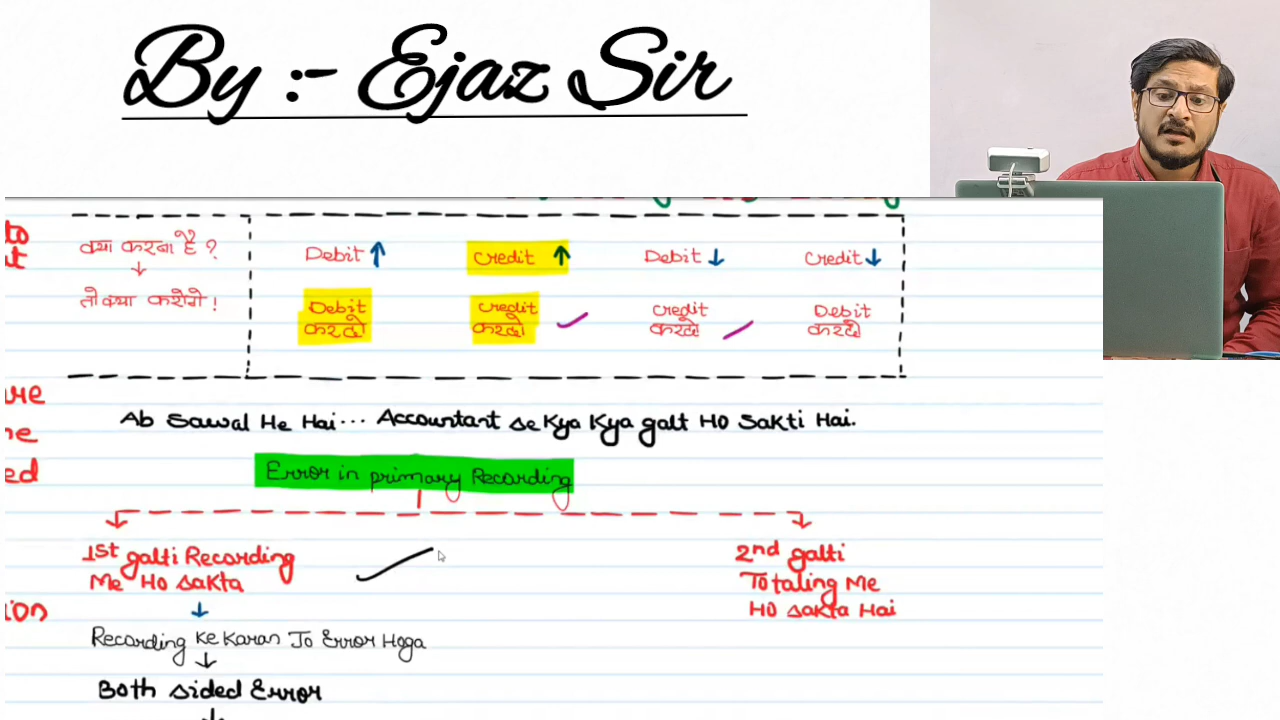 By :- Ejaz Sir
क्या करना है ?
तो क्या करोगे !
Debit ↑ Credit ↑ Debit ↓ Credit ↓
Debit Credit Credit Debit
करदो करदो करदो करदो
Ab Sawal He Hai... Accountant se Kya Kya galt Ho Sakti Hai.
Error in primary Recording
1st galti Recording
Me Ho sakta
2nd galti
Totaling Me
Ho sakta Hai
Recording Ke Karan To Error Hoga
Both sided Error